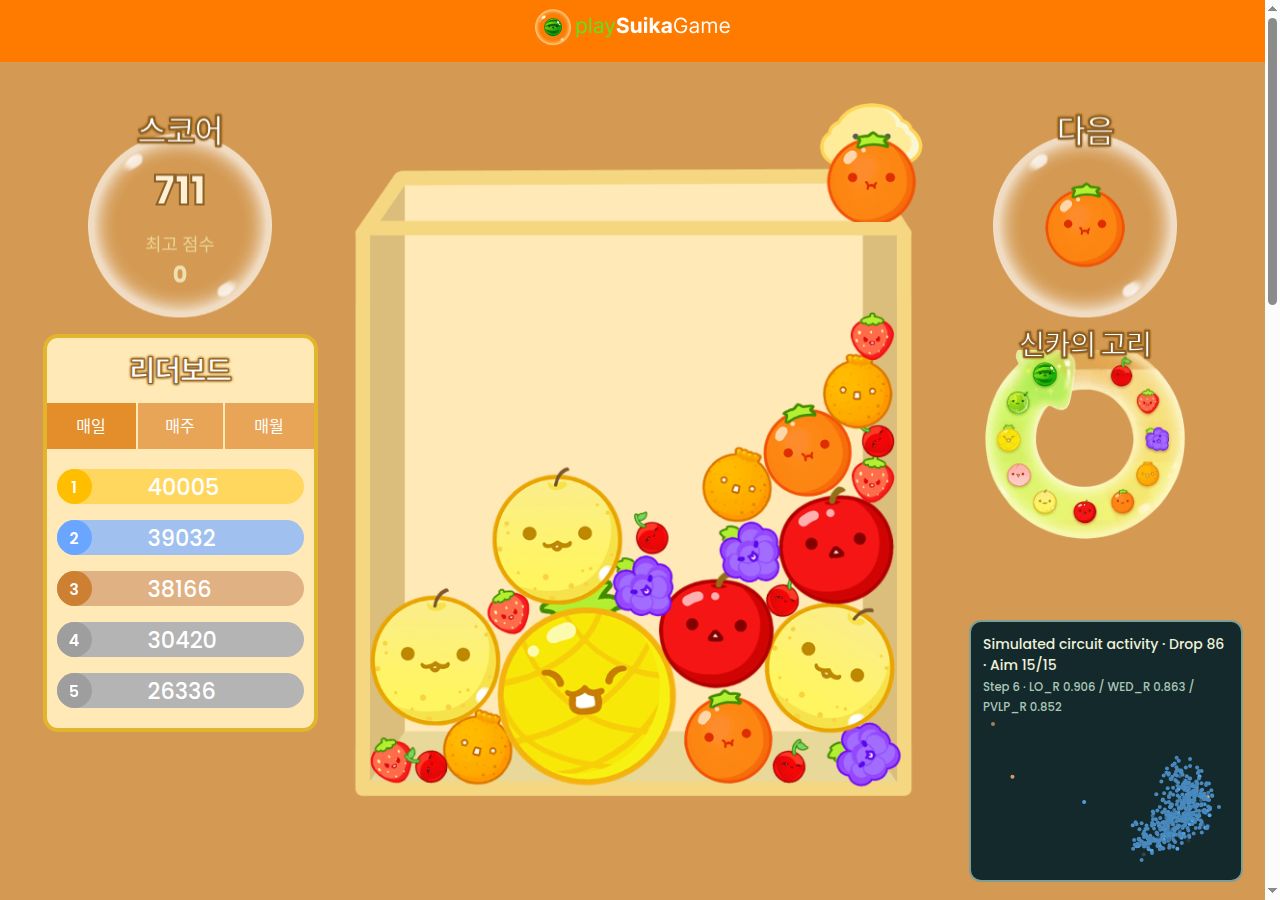 playSuikaGame
스코어
711
최고 점수
0
리더보드
매일 매주 매월
1 40005
2 39032
3 38166
4 30420
5 26336
다음
신카의 고리
Simulated circuit activity · Drop 86
· Aim 15/15
Step 6 · LO_R 0.906 / WED_R 0.863 /
PVLP_R 0.852